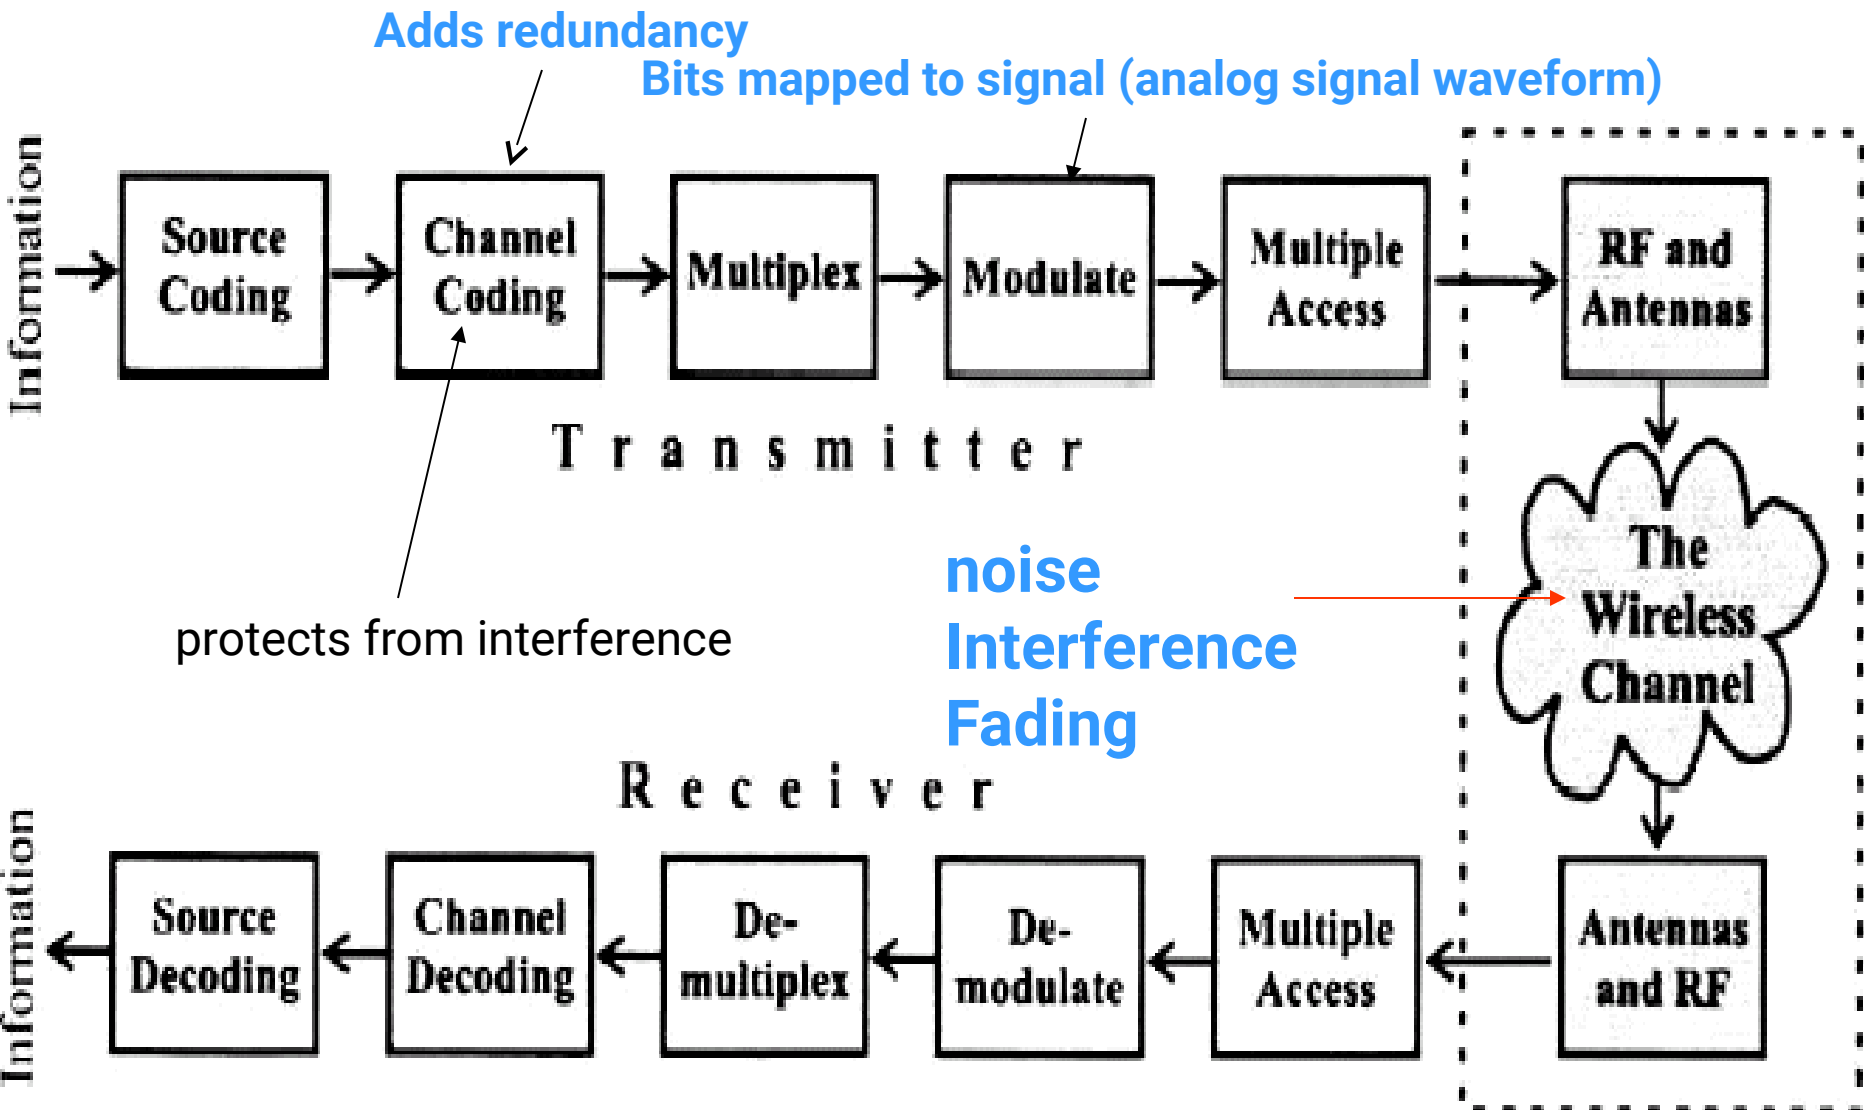 Adds redundancy
Bits mapped to signal (analog signal waveform)
Information
Source
Coding
Channel
Coding
Multiplex
Modulate
Multiple
Access
RF and
Antennas
Transmitter
protects from interference
noise
Interference
Fading
The
Wireless
Channel
Receiver
Information
Source
Decoding
Channel
Decoding
De-
multiplex
De-
modulate
Multiple
Access
Antennas
and RF